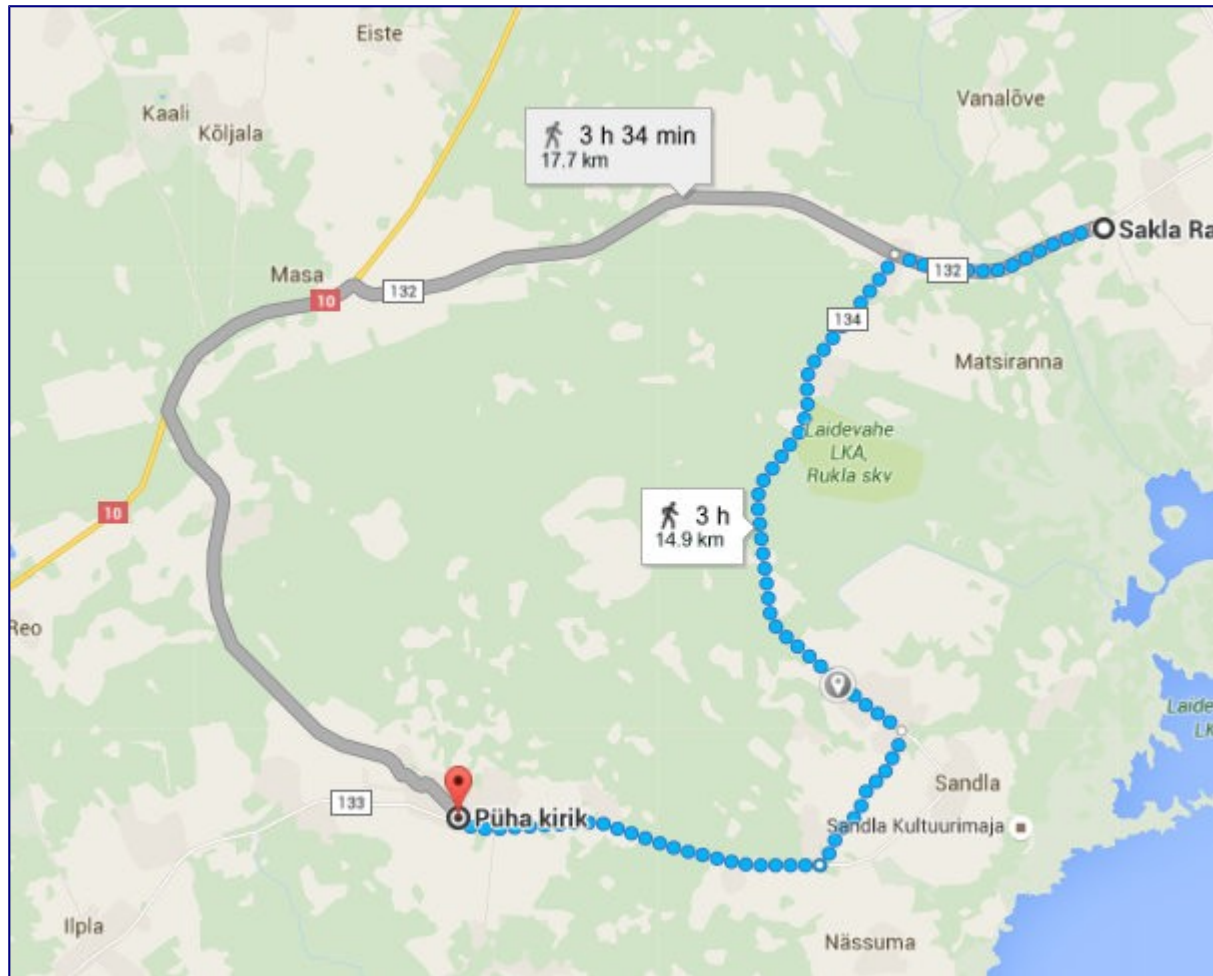 Eiste
Kaali
Kõljala
Vanalõve
3 h 34 min
17.7 km
Sakla Ra
132
Masa
10
132
134
Matsiranna
Laidevahe
LKA,
Rukla skv
3 h
14.9 km
10
Reo
Laide
LK
Sandla
133
Püha kirik
Sandla Kultuurimaja
Ilpla
Nässuma